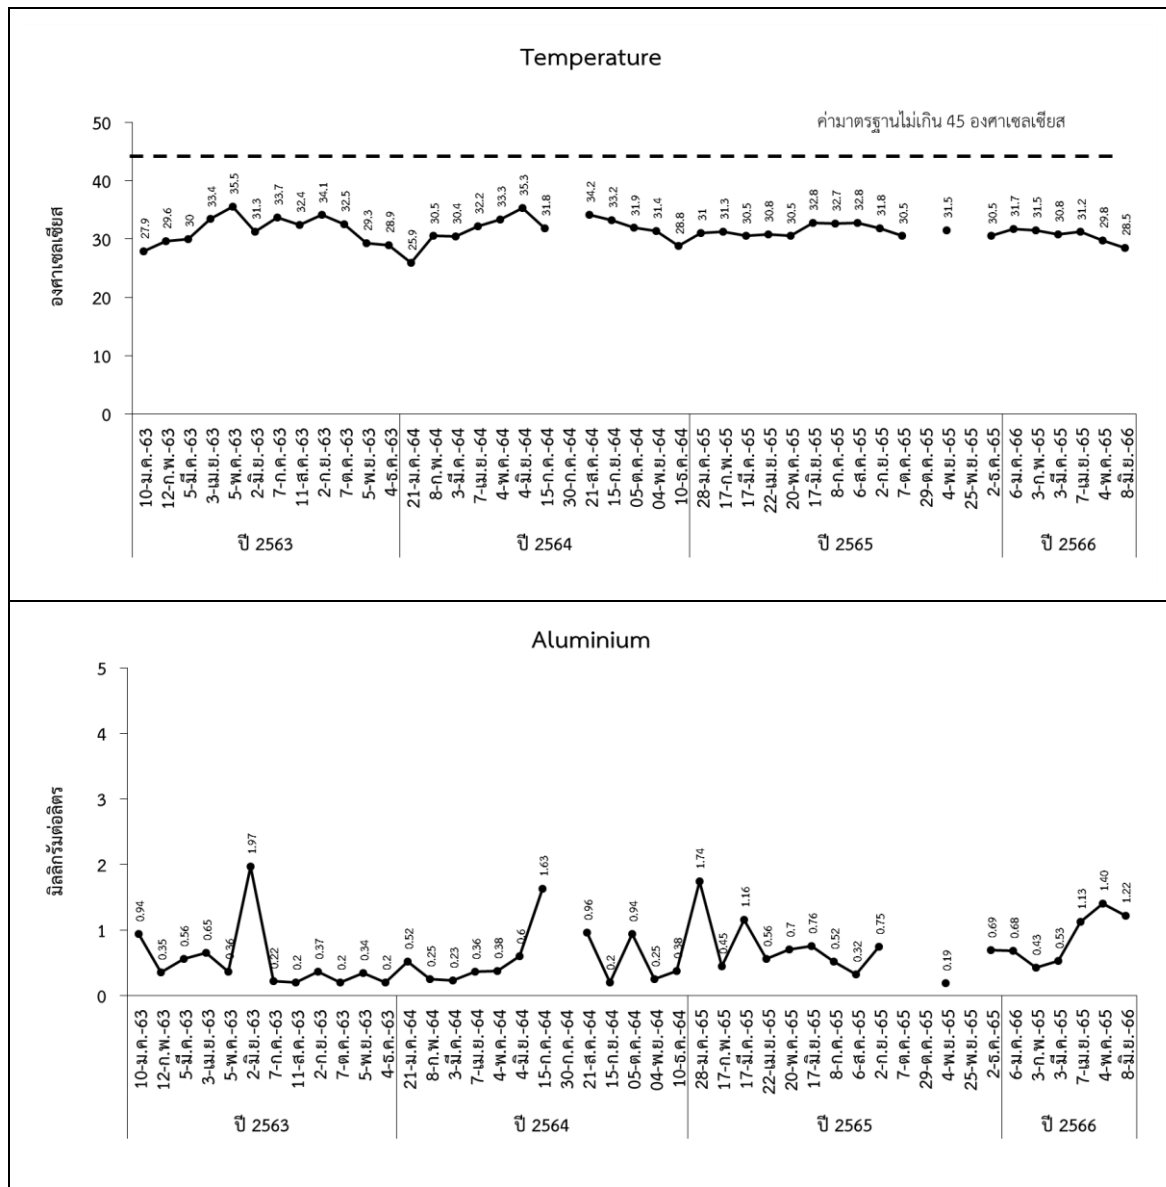 Temperature
ค่ามาตรฐานไม่เกิน 45 องศาเซลเซียส
องศาเซลเซียส
50
40
30
20
10
0
27.9
29.6
30
33.4
35.5
31.3
33.7
32.4
34.1
32.5
29.3
28.9
25.9
30.5
30.4
32.2
33.3
35.3
31.8
34.2
33.2
31.9
31.4
28.8
31
31.3
30.5
30.8
30.5
32.8
32.7
32.8
31.8
30.5
31.5
30.5
31.7
31.5
30.8
31.2
29.8
28.5
10-ม.ค.-63
12-ก.พ.-63
5-มี.ค.-63
3-เม.ย.-63
5-พ.ค.-63
2-มิ.ย.-63
7-ก.ค.-63
11-ส.ค.-63
2-ก.ย.-63
7-ต.ค.-63
5-พ.ย.-63
4-ธ.ค.-63
21-ม.ค.-64
8-ก.พ.-64
3-มี.ค.-64
7-เม.ย.-64
4-พ.ค.-64
4-มิ.ย.-64
15-ก.ค.-64
30-ก.ค.-64
21-ส.ค.-64
15-ก.ย.-64
05-ต.ค.-64
04-พ.ย.-64
10-ธ.ค.-64
28-ม.ค.-65
17-ก.พ.-65
17-มี.ค.-65
22-เม.ย.-65
20-พ.ค.-65
17-มิ.ย.-65
8-ก.ค.-65
6-ส.ค.-65
2-ก.ย.-65
7-ต.ค.-65
29-ต.ค.-65
4-พ.ย.-65
25-พ.ย.-65
2-ธ.ค.-65
6-ม.ค.-66
3-ก.พ.-65
3-มี.ค.-65
7-เม.ย.-65
4-พ.ค.-65
8-มิ.ย.-66
ปี 2563
ปี 2564
ปี 2565
ปี 2566
Aluminium
มิลลิกรัมต่อลิตร
5
4
3
2
1
0
0.94
0.35
0.56
0.65
0.36
1.97
0.22
0.2
0.37
0.2
0.34
0.2
0.52
0.25
0.23
0.36
0.38
0.6
1.63
0.96
0.2
0.94
0.25
0.38
1.74
0.45
1.16
0.56
0.7
0.76
0.52
0.32
0.75
0.19
0.69
0.68
0.43
0.53
1.13
1.40
1.22
10-ม.ค.-63
12-ก.พ.-63
5-มี.ค.-63
3-เม.ย.-63
5-พ.ค.-63
2-มิ.ย.-63
7-ก.ค.-63
11-ส.ค.-63
2-ก.ย.-63
7-ต.ค.-63
5-พ.ย.-63
4-ธ.ค.-63
21-ม.ค.-64
8-ก.พ.-64
3-มี.ค.-64
7-เม.ย.-64
4-พ.ค.-64
4-มิ.ย.-64
15-ก.ค.-64
30-ก.ค.-64
21-ส.ค.-64
15-ก.ย.-64
05-ต.ค.-64
04-พ.ย.-64
10-ธ.ค.-64
28-ม.ค.-65
17-ก.พ.-65
17-มี.ค.-65
22-เม.ย.-65
20-พ.ค.-65
17-มิ.ย.-65
8-ก.ค.-65
6-ส.ค.-65
2-ก.ย.-65
7-ต.ค.-65
29-ต.ค.-65
4-พ.ย.-65
25-พ.ย.-65
2-ธ.ค.-65
6-ม.ค.-66
3-ก.พ.-65
3-มี.ค.-65
7-เม.ย.-65
4-พ.ค.-65
8-มิ.ย.-66
ปี 2563
ปี 2564
ปี 2565
ปี 2566